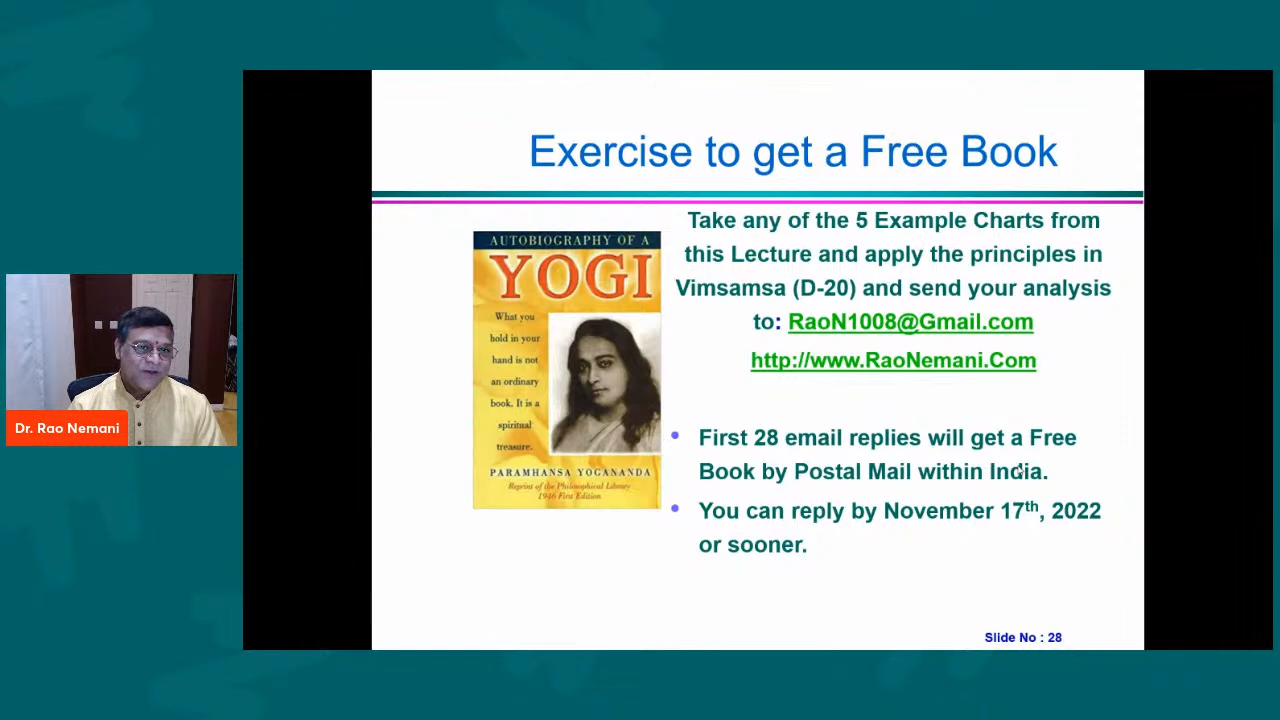 Exercise to get a Free Book
AUTOBIOGRAPHY OF A
YOGI
What you
hold in your
hand is not
an ordinary
book. It is a
spiritual
treasure.
PARAMHANSA YOGANANDA
Reprint of the Philosophical Library
1946 First Edition
Take any of the 5 Example Charts from
this Lecture and apply the principles in
Vimsamsa (D-20) and send your analysis
to: RaoN1008@Gmail.com
http://www.RaoNemani.Com
• First 28 email replies will get a Free
Book by Postal Mail within India.
• You can reply by November 17th, 2022
or sooner.
Dr. Rao Nemani
Slide No : 28